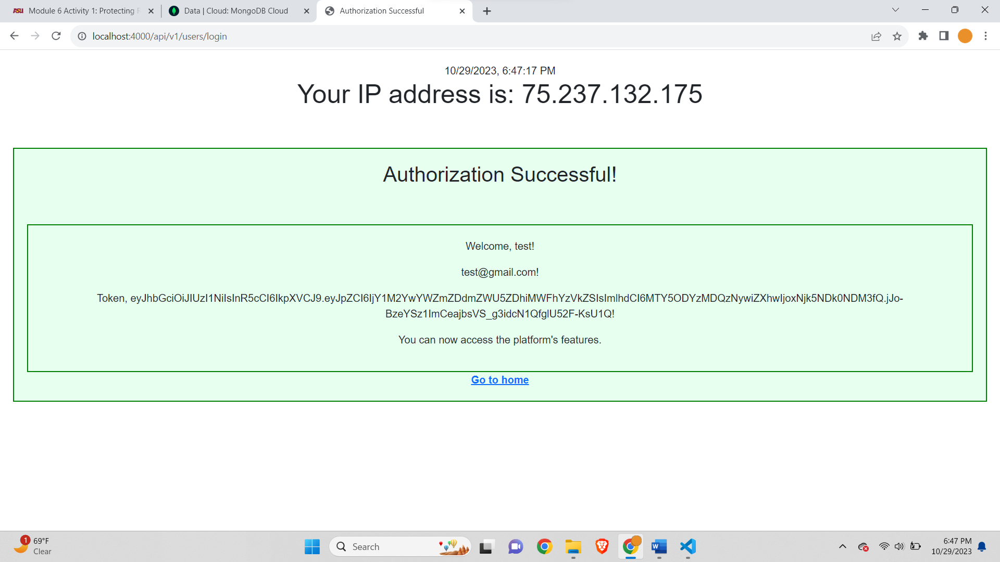 ASU Module 6 Activity 1: Protecting
Data | Cloud: MongoDB Cloud
Authorization Successful
localhost:4000/api/v1/users/login
10/29/2023, 6:47:17 PM
Your IP address is: 75.237.132.175
Authorization Successful!
Welcome, test!
test@gmail.com!
Token, eyJhbGciOiJIUzI1NiIsInR5cCI6IkpXVCJ9.eyJpZCI6IjY1M2YwYWZmZDdmZWU5ZDhiMWFhYzVkZSIsImlhdCI6MTY5ODYzMDQzNywiZXhwIjoxNjk5NDk0NDM3fQ.jJo-
BzeYSz1ImCeajbsVS_g3idcN1QfglU52F-KsU1Q!
You can now access the platform's features.
Go to home
1
69°F
Clear
Search
W
6:47 PM
10/29/2023